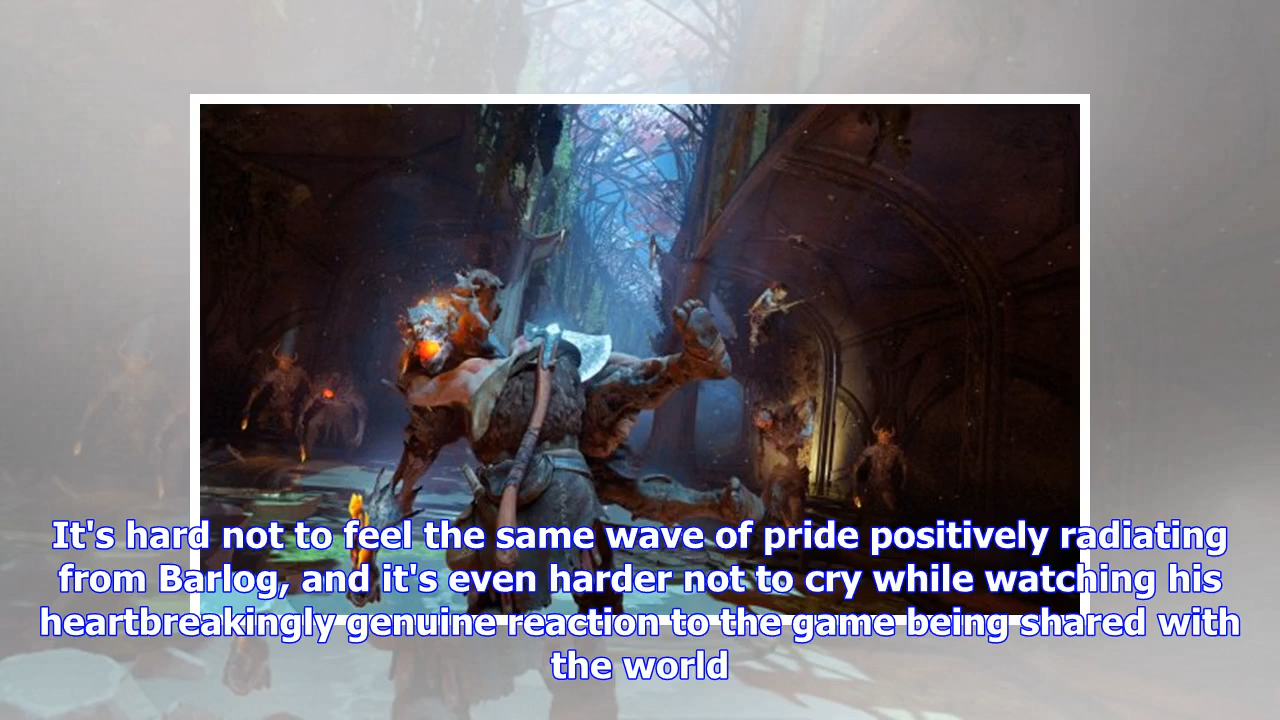 It's hard not to feel the same wave of pride positively radiating
from Barlog, and it's even harder not to cry while watching his
heartbreakingly genuine reaction to the game being shared with
the world